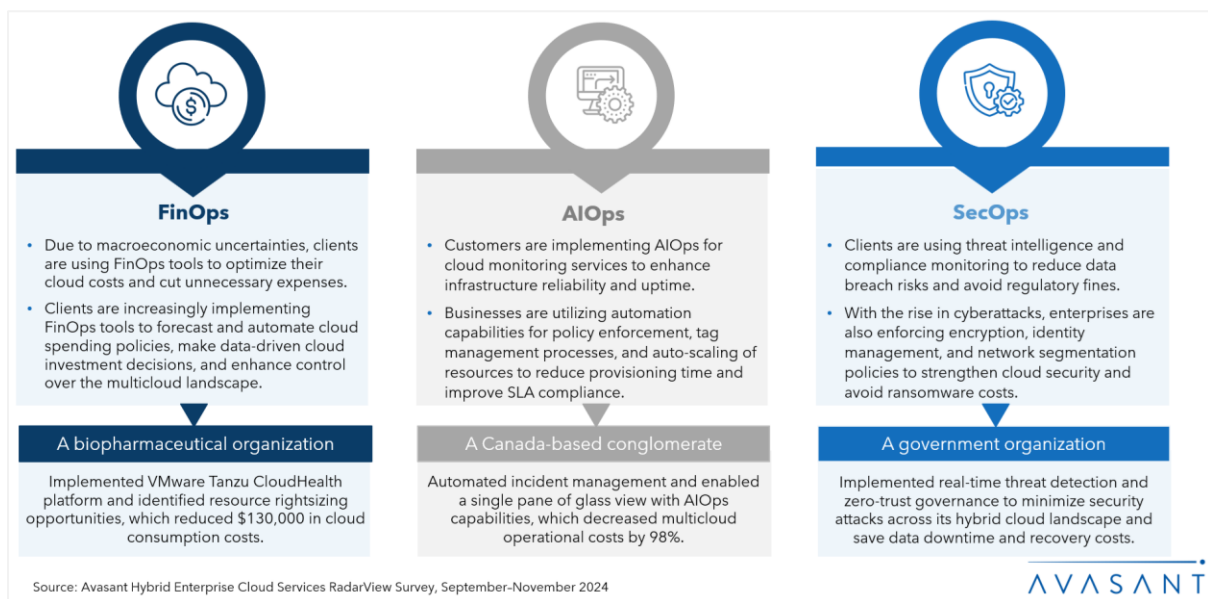 FinOps
• Due to macroeconomic uncertainties, clients
are using FinOps tools to optimize their
cloud costs and cut unnecessary expenses.
• Clients are increasingly implementing
FinOps tools to forecast and automate cloud
spending policies, make data-driven cloud
investment decisions, and enhance control
over the multicloud landscape.
A biopharmaceutical organization
Implemented VMware Tanzu CloudHealth
platform and identified resource rightsizing
opportunities, which reduced $130,000 in cloud
consumption costs.
AIOps
• Customers are implementing AIOps for
cloud monitoring services to enhance
infrastructure reliability and uptime.
• Businesses are utilizing automation
capabilities for policy enforcement, tag
management processes, and auto-scaling of
resources to reduce provisioning time and
improve SLA compliance.
A Canada-based conglomerate
Automated incident management and enabled
a single pane of glass view with AIOps
capabilities, which decreased multicloud
operational costs by 98%.
SecOps
• Clients are using threat intelligence and
compliance monitoring to reduce data
breach risks and avoid regulatory fines.
• With the rise in cyberattacks, enterprises are
also enforcing encryption, identity
management, and network segmentation
policies to strengthen cloud security and
avoid ransomware costs.
A government organization
Implemented real-time threat detection and
zero-trust governance to minimize security
attacks across its hybrid cloud landscape and
save data downtime and recovery costs.
Source: Avasant Hybrid Enterprise Cloud Services RadarView Survey, September–November 2024
AVASANT